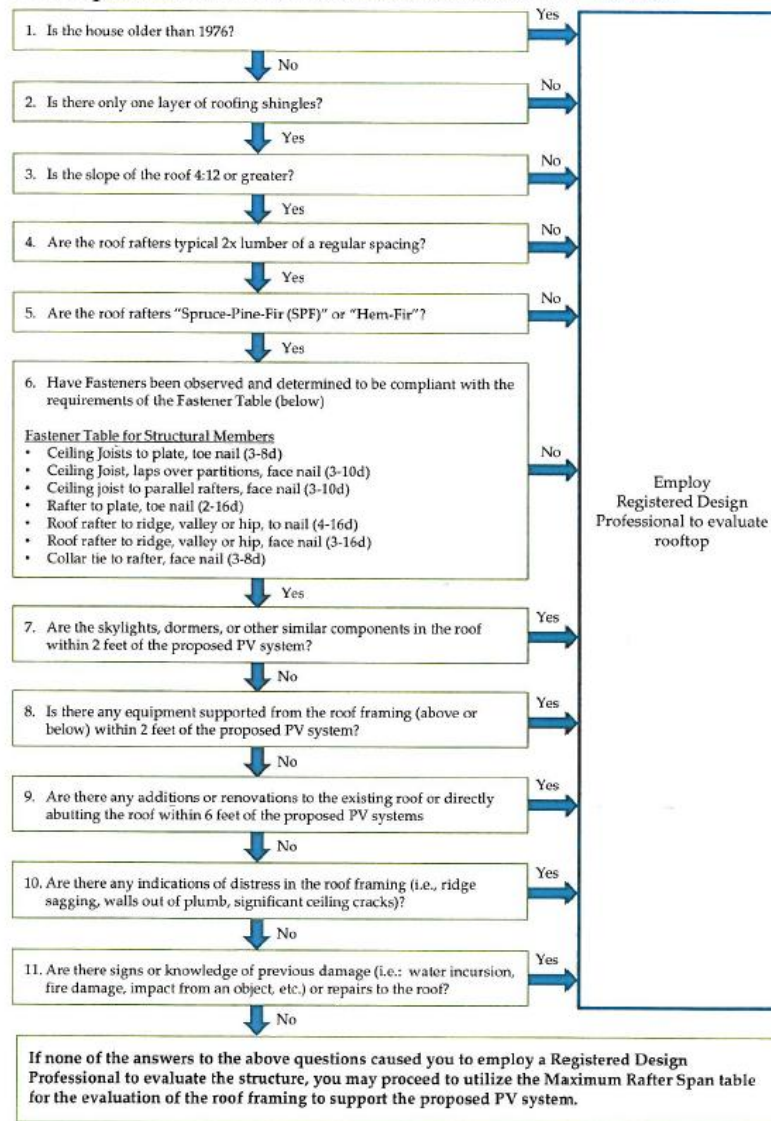 Yes
1. Is the house older than 1976?
No
No
2. Is there only one layer of roofing shingles?
Yes
No
3. Is the slope of the roof 4:12 or greater?
Yes
No
4. Are the roof rafters typical 2x lumber of a regular spacing?
Yes
No
5. Are the roof rafters "Spruce-Pine-Fir (SPF)" or "Hem-Fir"?
Yes
6. Have Fasteners been observed and determined to be compliant with the
requirements of the Fastener Table (below)
Fastener Table for Structural Members
• Ceiling Joists to plate, toe nail (3-8d)
• Ceiling Joist, laps over partitions, face nail (3-10d)
• Ceiling joist to parallel rafters, face nail (3-10d)
• Rafter to plate, toe nail (2-16d)
• Roof rafter to ridge, valley or hip, to nail (4-16d)
• Roof rafter to ridge, valley or hip, face nail (3-16d)
• Collar tie to rafter, face nail (3-8d)
No
Yes
Employ
Registered Design
Professional to evaluate
rooftop
Yes
7. Are the skylights, dormers, or other similar components in the roof
within 2 feet of the proposed PV system?
No
Yes
8. Is there any equipment supported from the roof framing (above or
below) within 2 feet of the proposed PV system?
No
Yes
9. Are there any additions or renovations to the existing roof or directly
abutting the roof within 6 feet of the proposed PV systems
No
Yes
10. Are there any indications of distress in the roof framing (i.e., ridge
sagging, walls out of plumb, significant ceiling cracks)?
No
Yes
11. Are there signs or knowledge of previous damage (i.e.: water incursion,
fire damage, impact from an object, etc.) or repairs to the roof?
No
If none of the answers to the above questions caused you to employ a Registered Design
Professional to evaluate the structure, you may proceed to utilize the Maximum Rafter Span table
for the evaluation of the roof framing to support the proposed PV system.